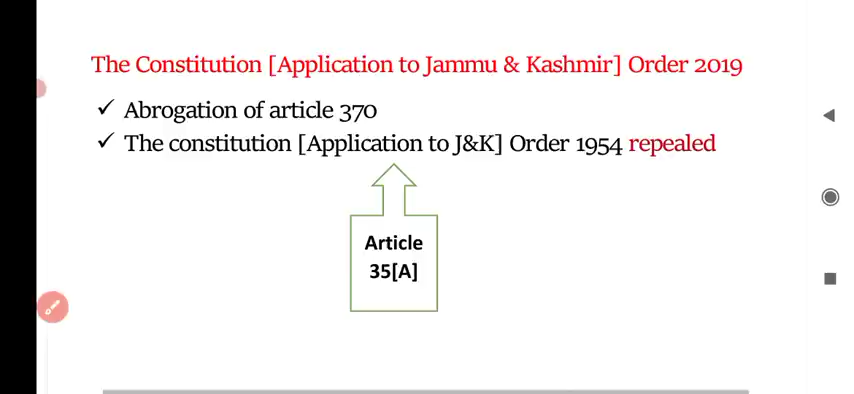 The Constitution [Application to Jammu & Kashmir] Order 2019
✓ Abrogation of article 370
✓ The constitution [Application to J&K] Order 1954 repealed
Article
35[A]